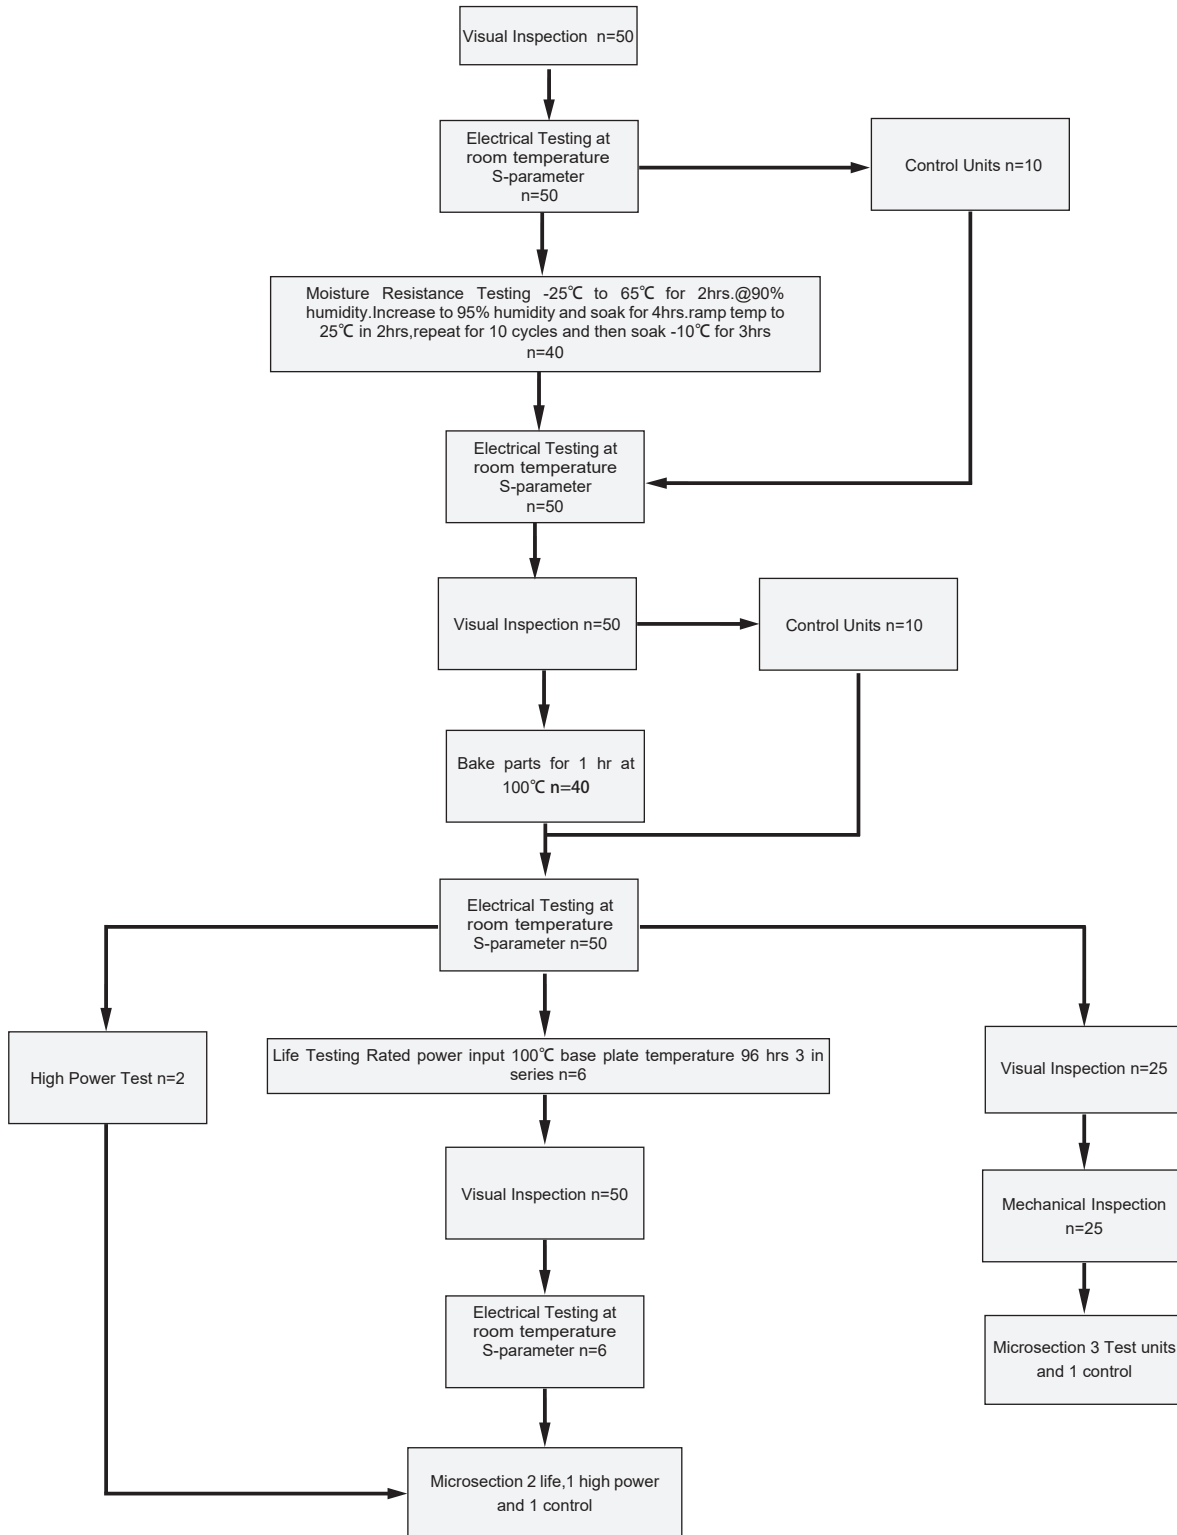 Visual Inspection n=50
Electrical Testing at
room temperature
S-parameter
n=50
Control Units n=10
Moisture Resistance Testing -25℃ to 65℃ for 2hrs.@90%
humidity.Increase to 95% humidity and soak for 4hrs.ramp temp to
25℃ in 2hrs,repeat for 10 cycles and then soak -10℃ for 3hrs
n=40
Electrical Testing at
room temperature
S-parameter
n=50
Visual Inspection n=50
Control Units n=10
Bake parts for 1 hr at
100℃ n=40
Electrical Testing at
room temperature
S-parameter n=50
High Power Test n=2
Life Testing Rated power input 100℃ base plate temperature 96 hrs 3 in
series n=6
Visual Inspection n=25
Visual Inspection n=50
Mechanical Inspection
n=25
Electrical Testing at
room temperature
S-parameter n=6
Microsection 3 Test units
and 1 control
Microsection 2 life,1 high power
and 1 control